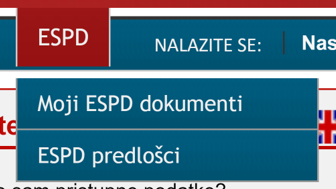 ESPD
NALAZITE SE:
Moji ESPD dokumenti
ESPD predlošci